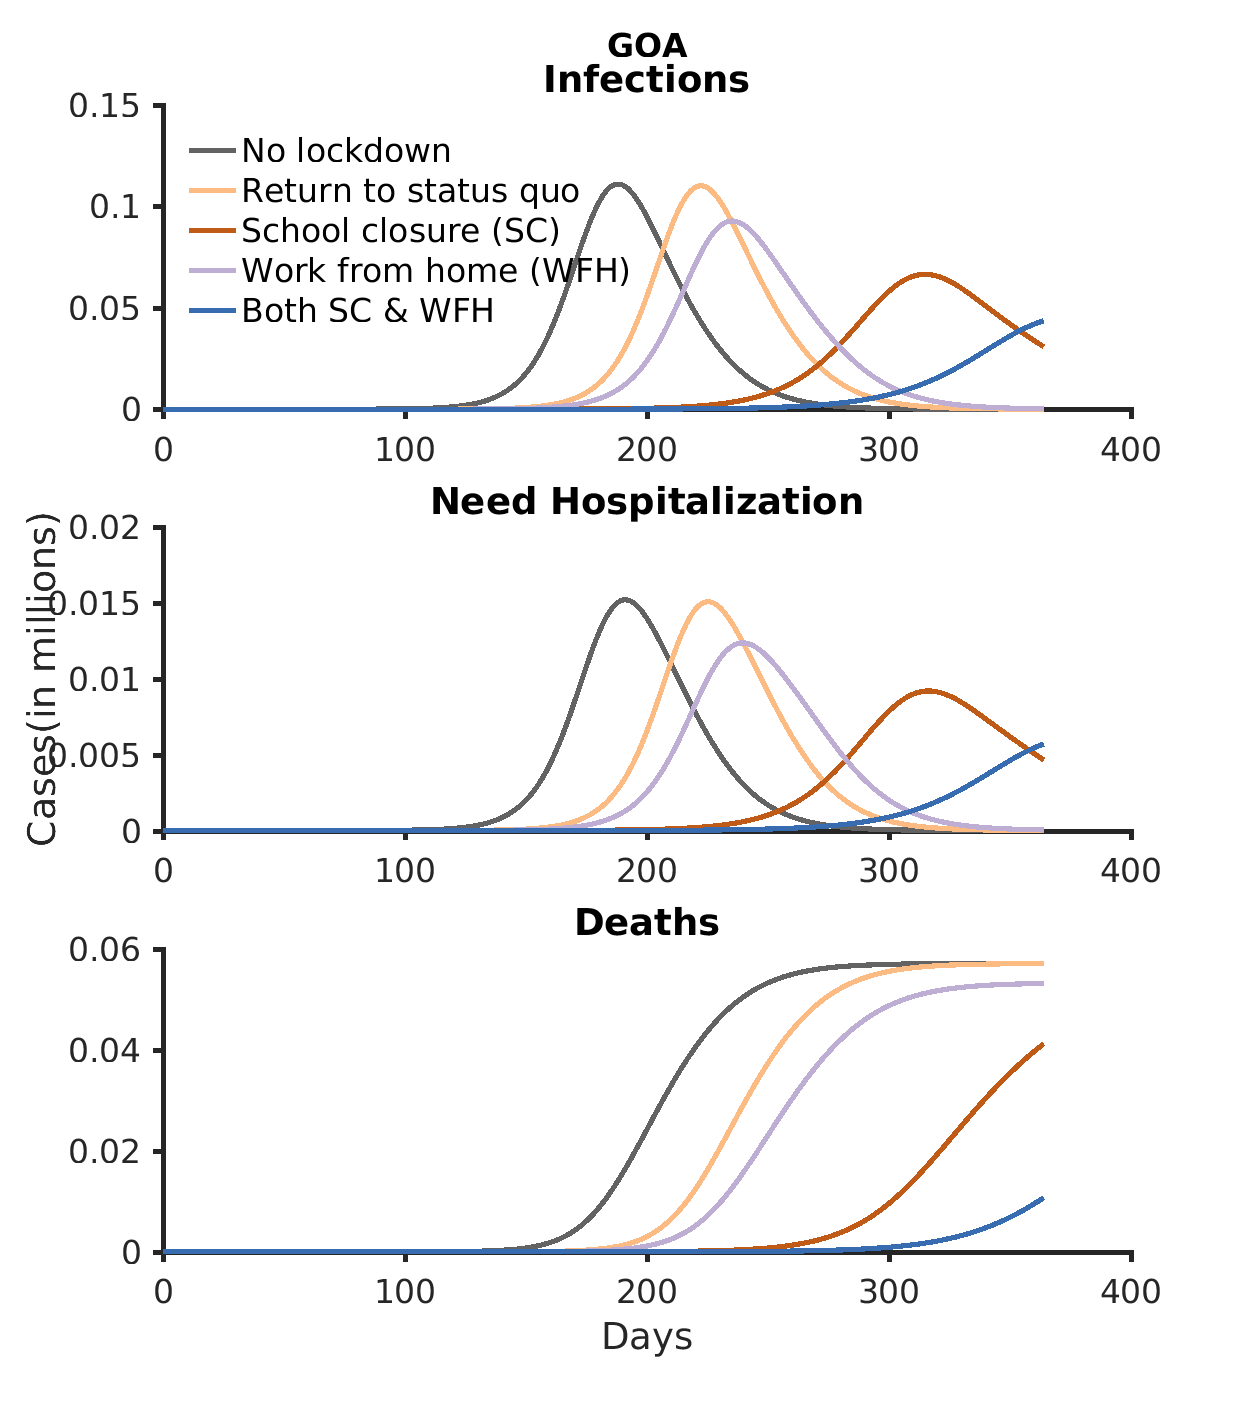 GOA
Infections
0.15
0.1
0.05
0
No lockdown
Return to status quo
School closure (SC)
Work from home (WFH)
Both SC & WFH
0 100 200 300 400
Need Hospitalization
Cases(in millions)
0.02
0.015
0.01
0.005
0
0 100 200 300 400
Deaths
0.06
0.04
0.02
0
0 100 200 300 400
Days